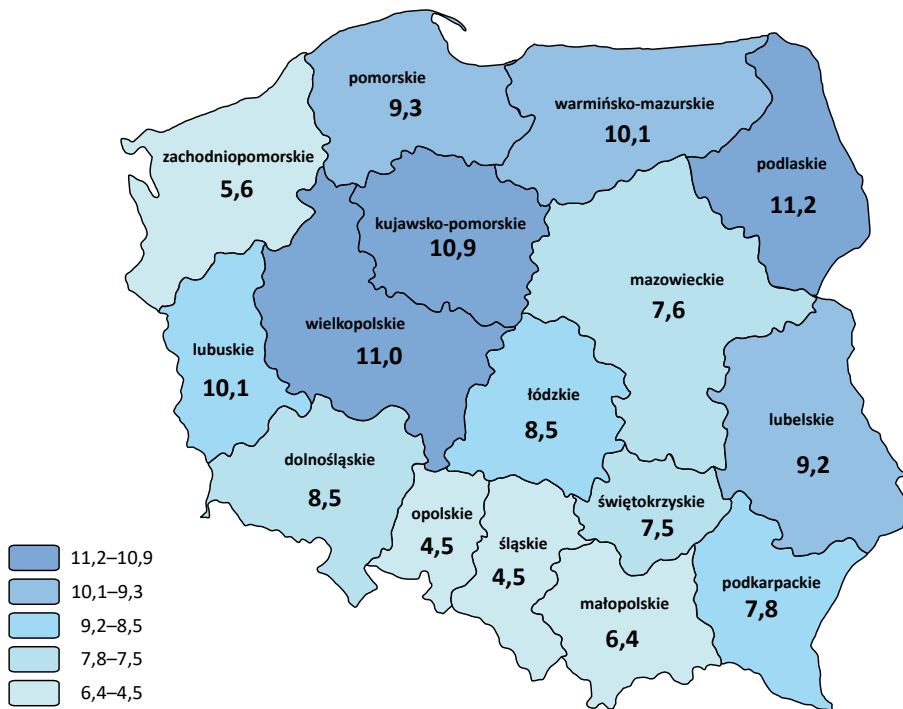 pomorskie
9,3
warmińsko-mazurskie
10,1
zachodniopomorskie
5,6
podlaskie
11,2
kujawsko-pomorskie
10,9
mazowieckie
7,6
wielkopolskie
11,0
lubuskie
10,1
łódzkie
8,5
lubelskie
9,2
dolnośląskie
8,5
opolskie
4,5
śląskie
4,5
świętokrzyskie
7,5
małopolskie
6,4
podkarpackie
7,8
11,2–10,9
10,1–9,3
9,2–8,5
7,8–7,5
6,4–4,5